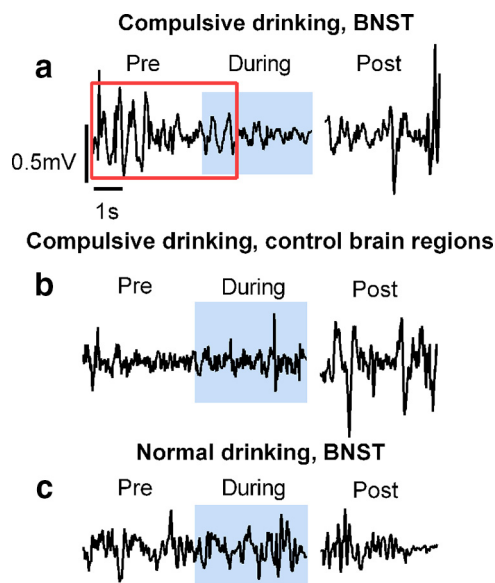 Compulsive drinking, BNST
a
Pre During Post
0.5mV
1s
Compulsive drinking, control brain regions
b
Pre During Post
Normal drinking, BNST
c
Pre During Post